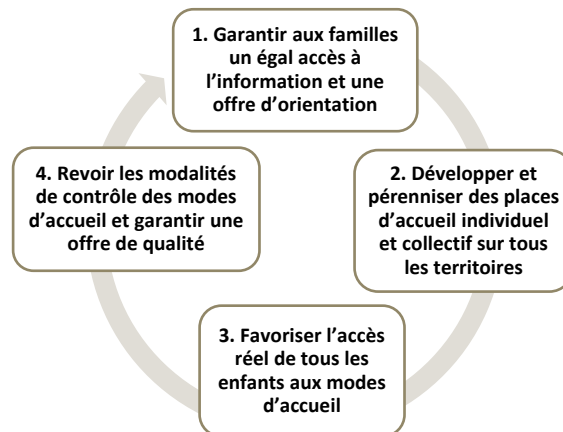 1. Garantir aux familles
un égal accès à
l’information et une
offre d’orientation
2. Développer et
pérenniser des places
d’accueil individuel
et collectif sur tous
les territoires
3. Favoriser l’accès
réel de tous les
enfants aux modes
d’accueil
4. Revoir les modalités
de contrôle des modes
d’accueil et garantir une
offre de qualité